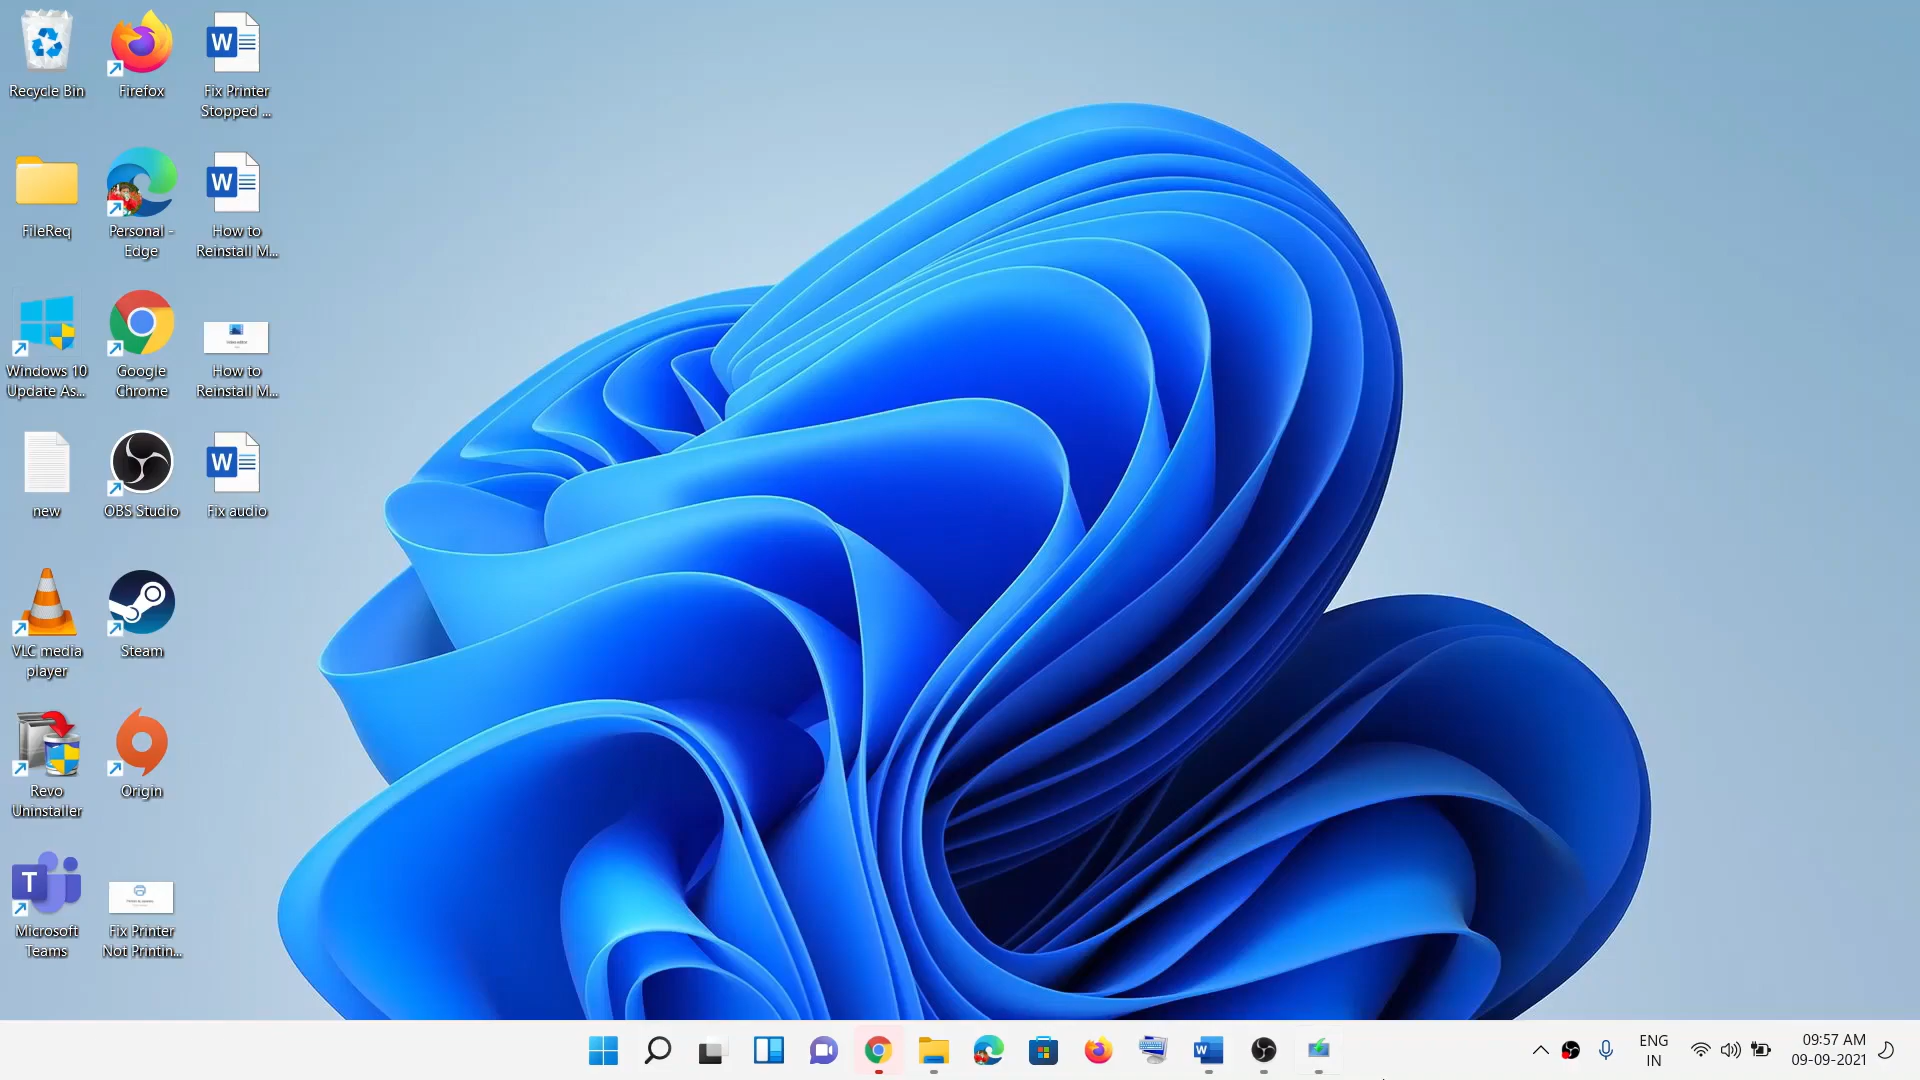 Recycle Bin
Firefox
Fix Printer
Stopped ...
FileReq
Personal -
Edge
How to
Reinstall M...
Windows 10
Update As...
Google
Chrome
How to
Reinstall M...
new
OBS Studio
Fix audio
VLC media
player
Steam
Revo
Uninstaller
Origin
Microsoft
Teams
Fix Printer
Not Printin...
ENG
IN
09:57 AM
09-09-2021